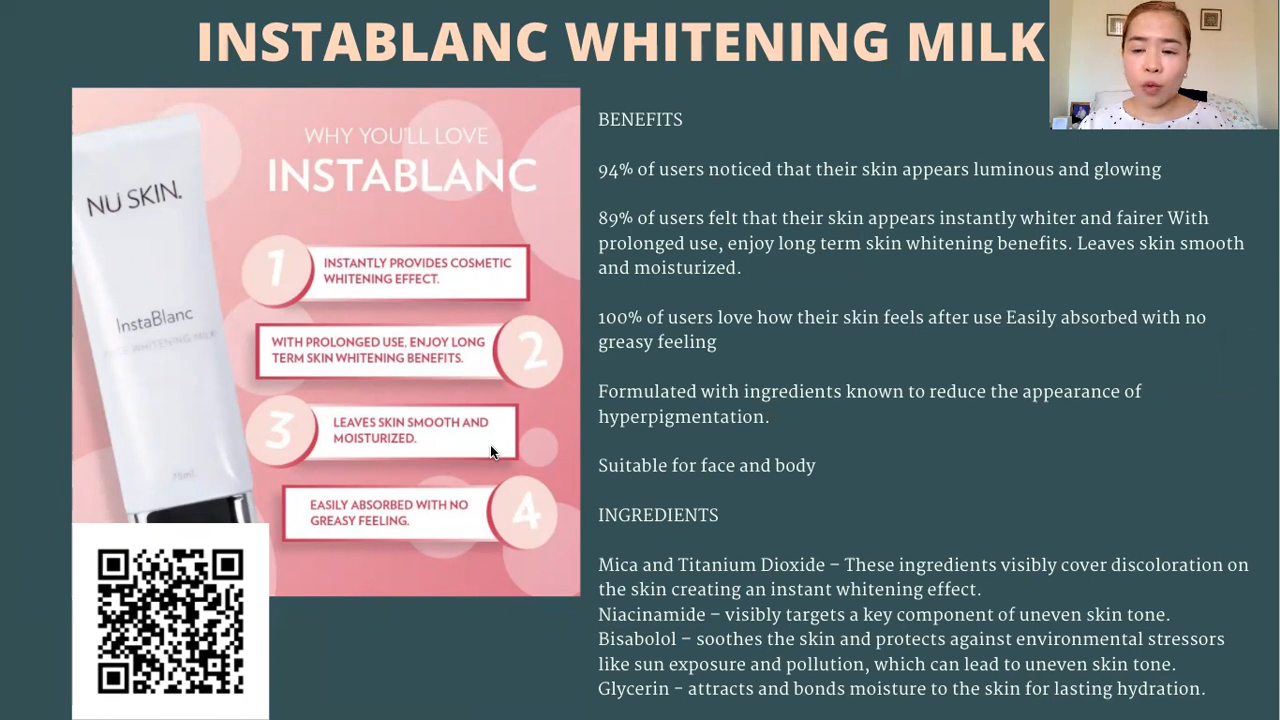 INSTABLANC WHITENING MILK
WHY YOU'LL LOVE
INSTABLANC
NU SKIN.
InstaBlanc
FACE WHITENING MILK
75ml
1
INSTANTLY PROVIDES COSMETIC
WHITENING EFFECT.
WITH PROLONGED USE, ENJOY LONG
TERM SKIN WHITENING BENEFITS.
2
3
LEAVES SKIN SMOOTH AND
MOISTURIZED.
EASILY ABSORBED WITH NO
GREASY FEELING.
4
BENEFITS
94% of users noticed that their skin appears luminous and glowing
89% of users felt that their skin appears instantly whiter and fairer With
prolonged use, enjoy long term skin whitening benefits. Leaves skin smooth
and moisturized.
100% of users love how their skin feels after use Easily absorbed with no
greasy feeling
Formulated with ingredients known to reduce the appearance of
hyperpigmentation.
Suitable for face and body
INGREDIENTS
Mica and Titanium Dioxide – These ingredients visibly cover discoloration on
the skin creating an instant whitening effect.
Niacinamide – visibly targets a key component of uneven skin tone.
Bisabolol – soothes the skin and protects against environmental stressors
like sun exposure and pollution, which can lead to uneven skin tone.
Glycerin - attracts and bonds moisture to the skin for lasting hydration.